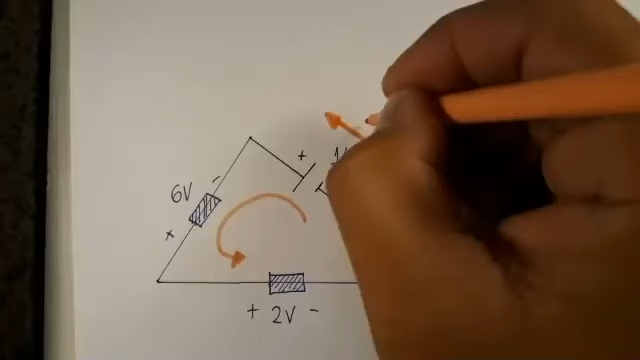 +
6V -
+
+ 2V -